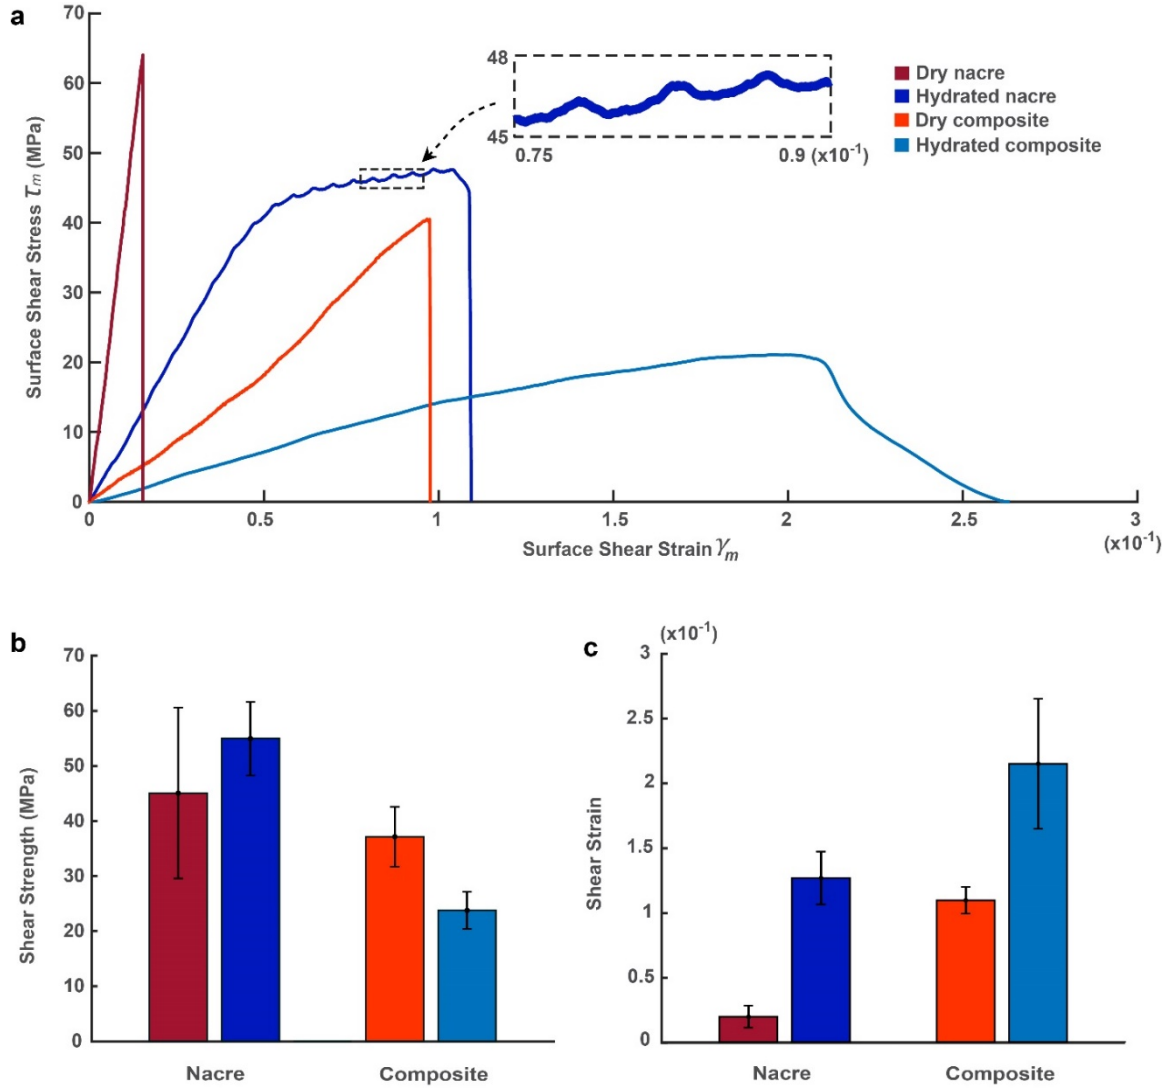 a
70
60
50
40
30
20
10
0
Surface Shear Stress τm (MPa)
48
45
0.75
0.9 (x10-1)
Dry nacre
Hydrated nacre
Dry composite
Hydrated composite
0
0.5
1
1.5
2
2.5
3
(x10-1)
Surface Shear Strain γm
b
70
60
50
40
30
20
10
0
Shear Strength (MPa)
Nacre
Composite
c
(x10-1)
3
2.5
2
1.5
1
0.5
0
Shear Strain
Nacre
Composite